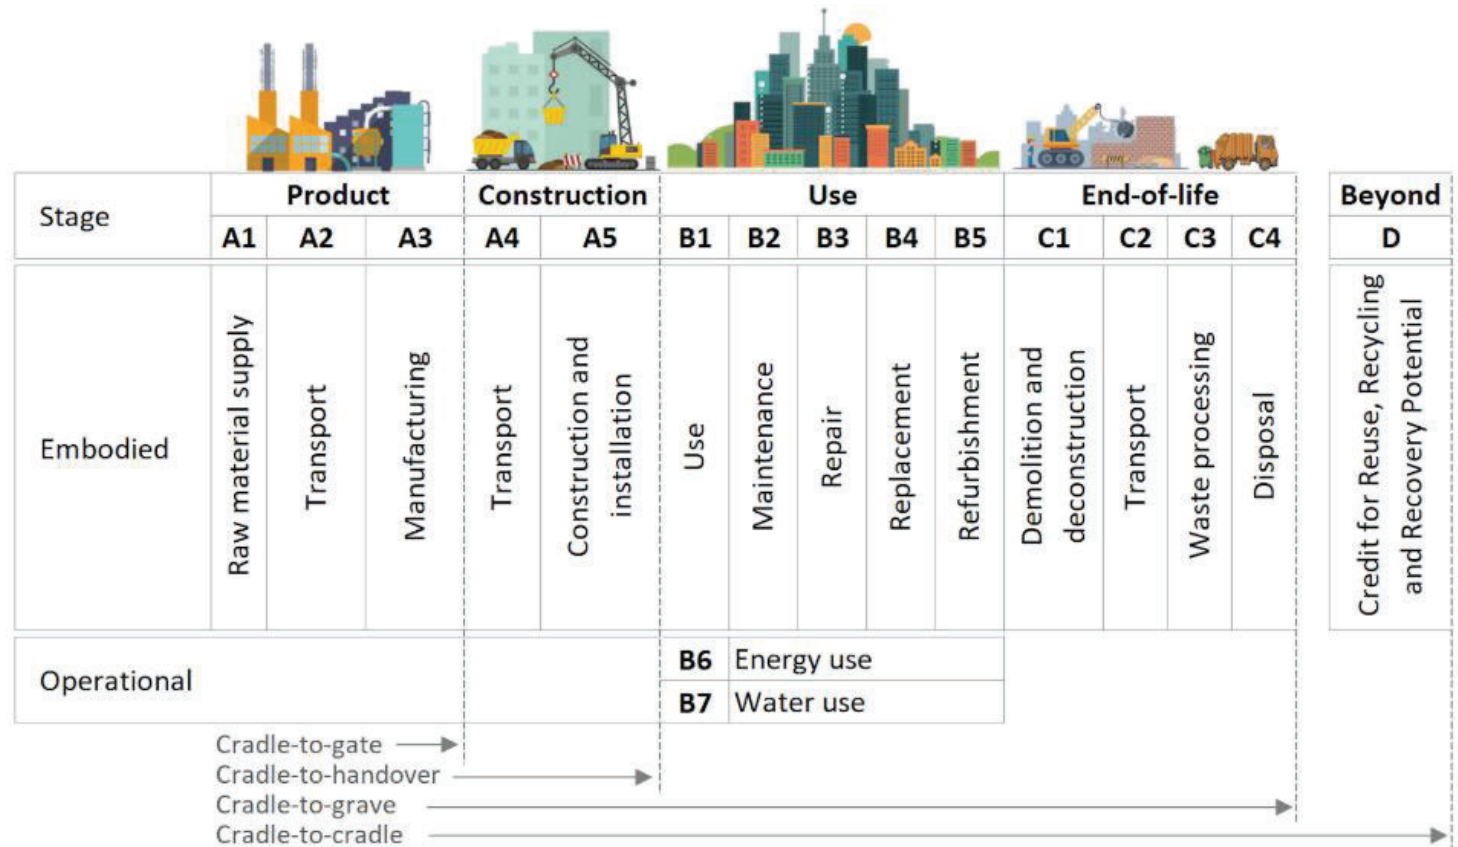 Stage
Product
Construction
Use
End-of-life
Beyond
A1
A2
A3
A4
A5
B1
B2
B3
B4
B5
C1
C2
C3
C4
D
Embodied
Raw material supply
Transport
Manufacturing
Transport
Construction and
installation
Use
Maintenance
Repair
Replacement
Refurbishment
Demolition and
deconstruction
Transport
Waste processing
Disposal
Credit for Reuse, Recycling
and Recovery Potential
Operational
B6 Energy use
B7 Water use
Cradle-to-gate
Cradle-to-handover
Cradle-to-grave
Cradle-to-cradle